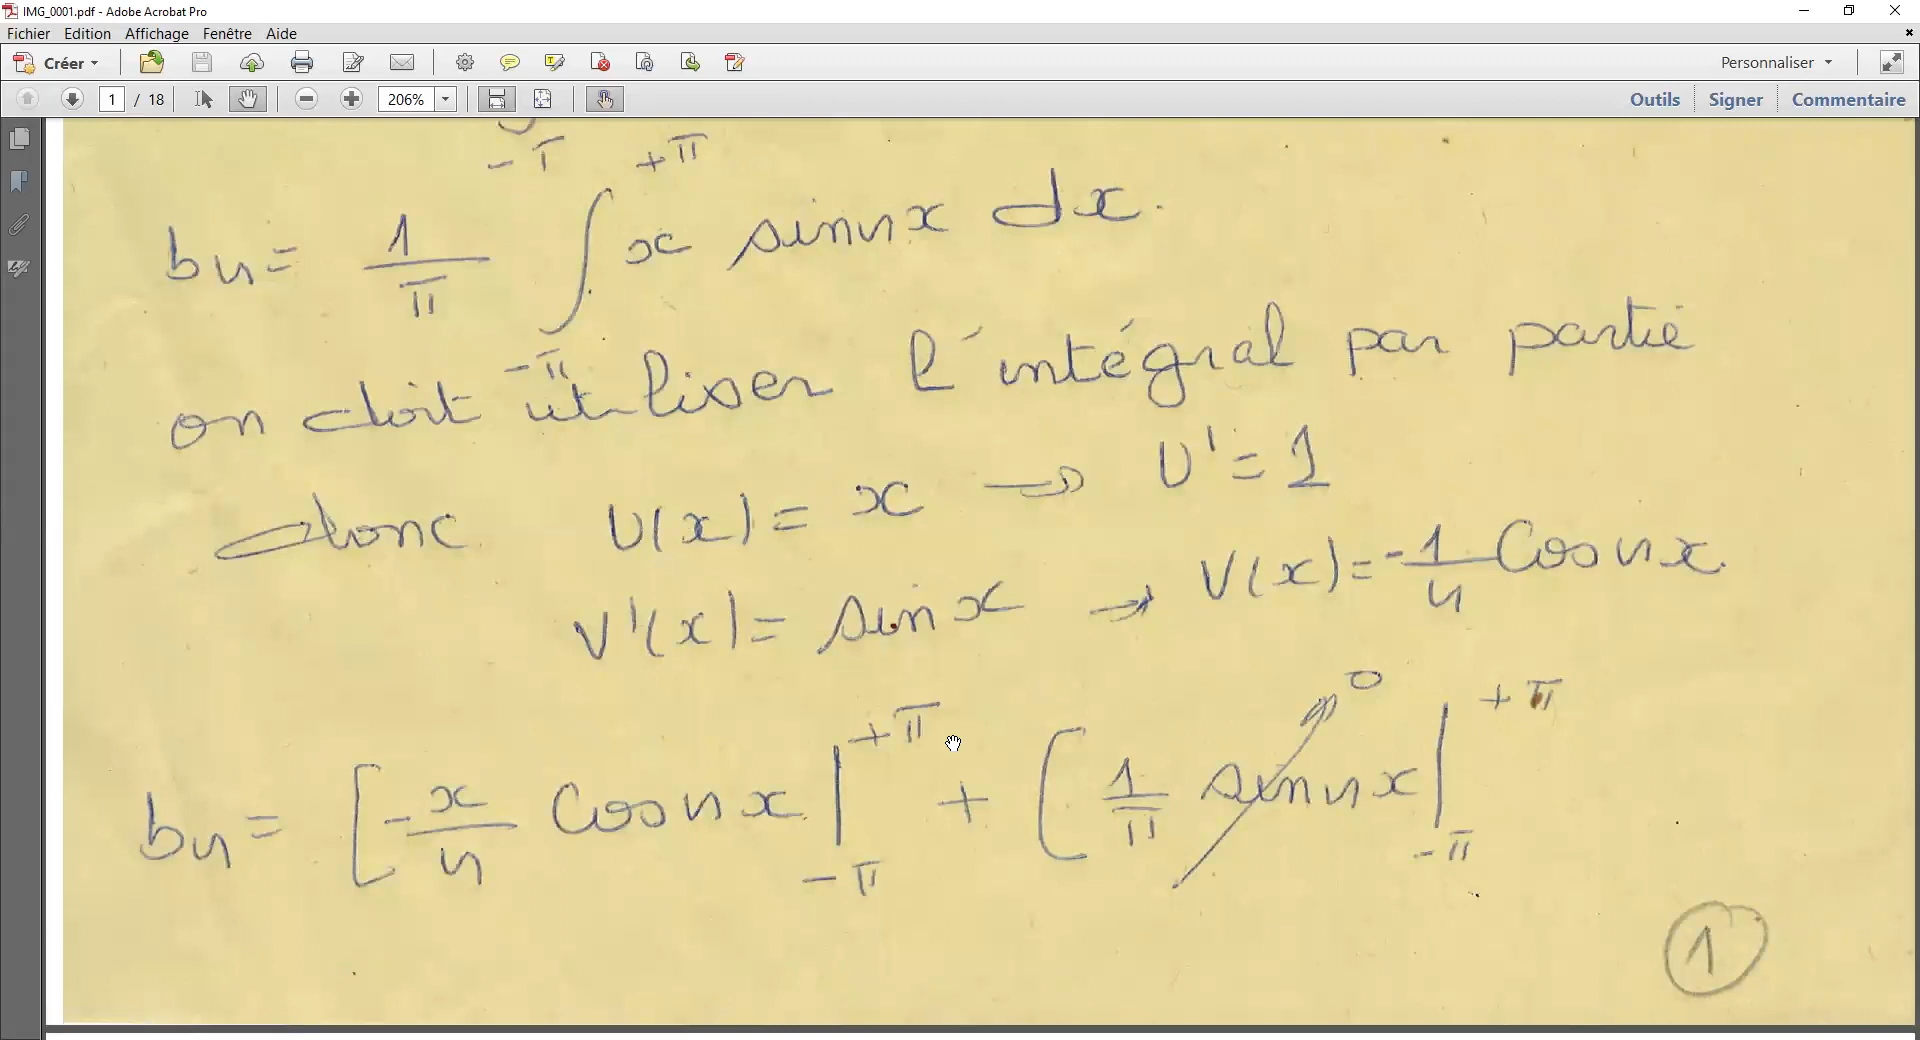 IMG_0001.pdf - Adobe Acrobat Pro
Fichier Edition Affichage Fenêtre Aide
Créer Personnaliser
1 / 18 206% Outils Signer Commentaire
-π +π
bn = 1/π ∫ x sin nx dx.
-π
on doit utiliser l'intégral par partie
donc U(x) = x → U' = 1
V'(x) = sin x → V(x) = -1/n Cos nx.
bn = [-x/n Cos nx |+π -π + [1/π sin nx |+π -π 0
1